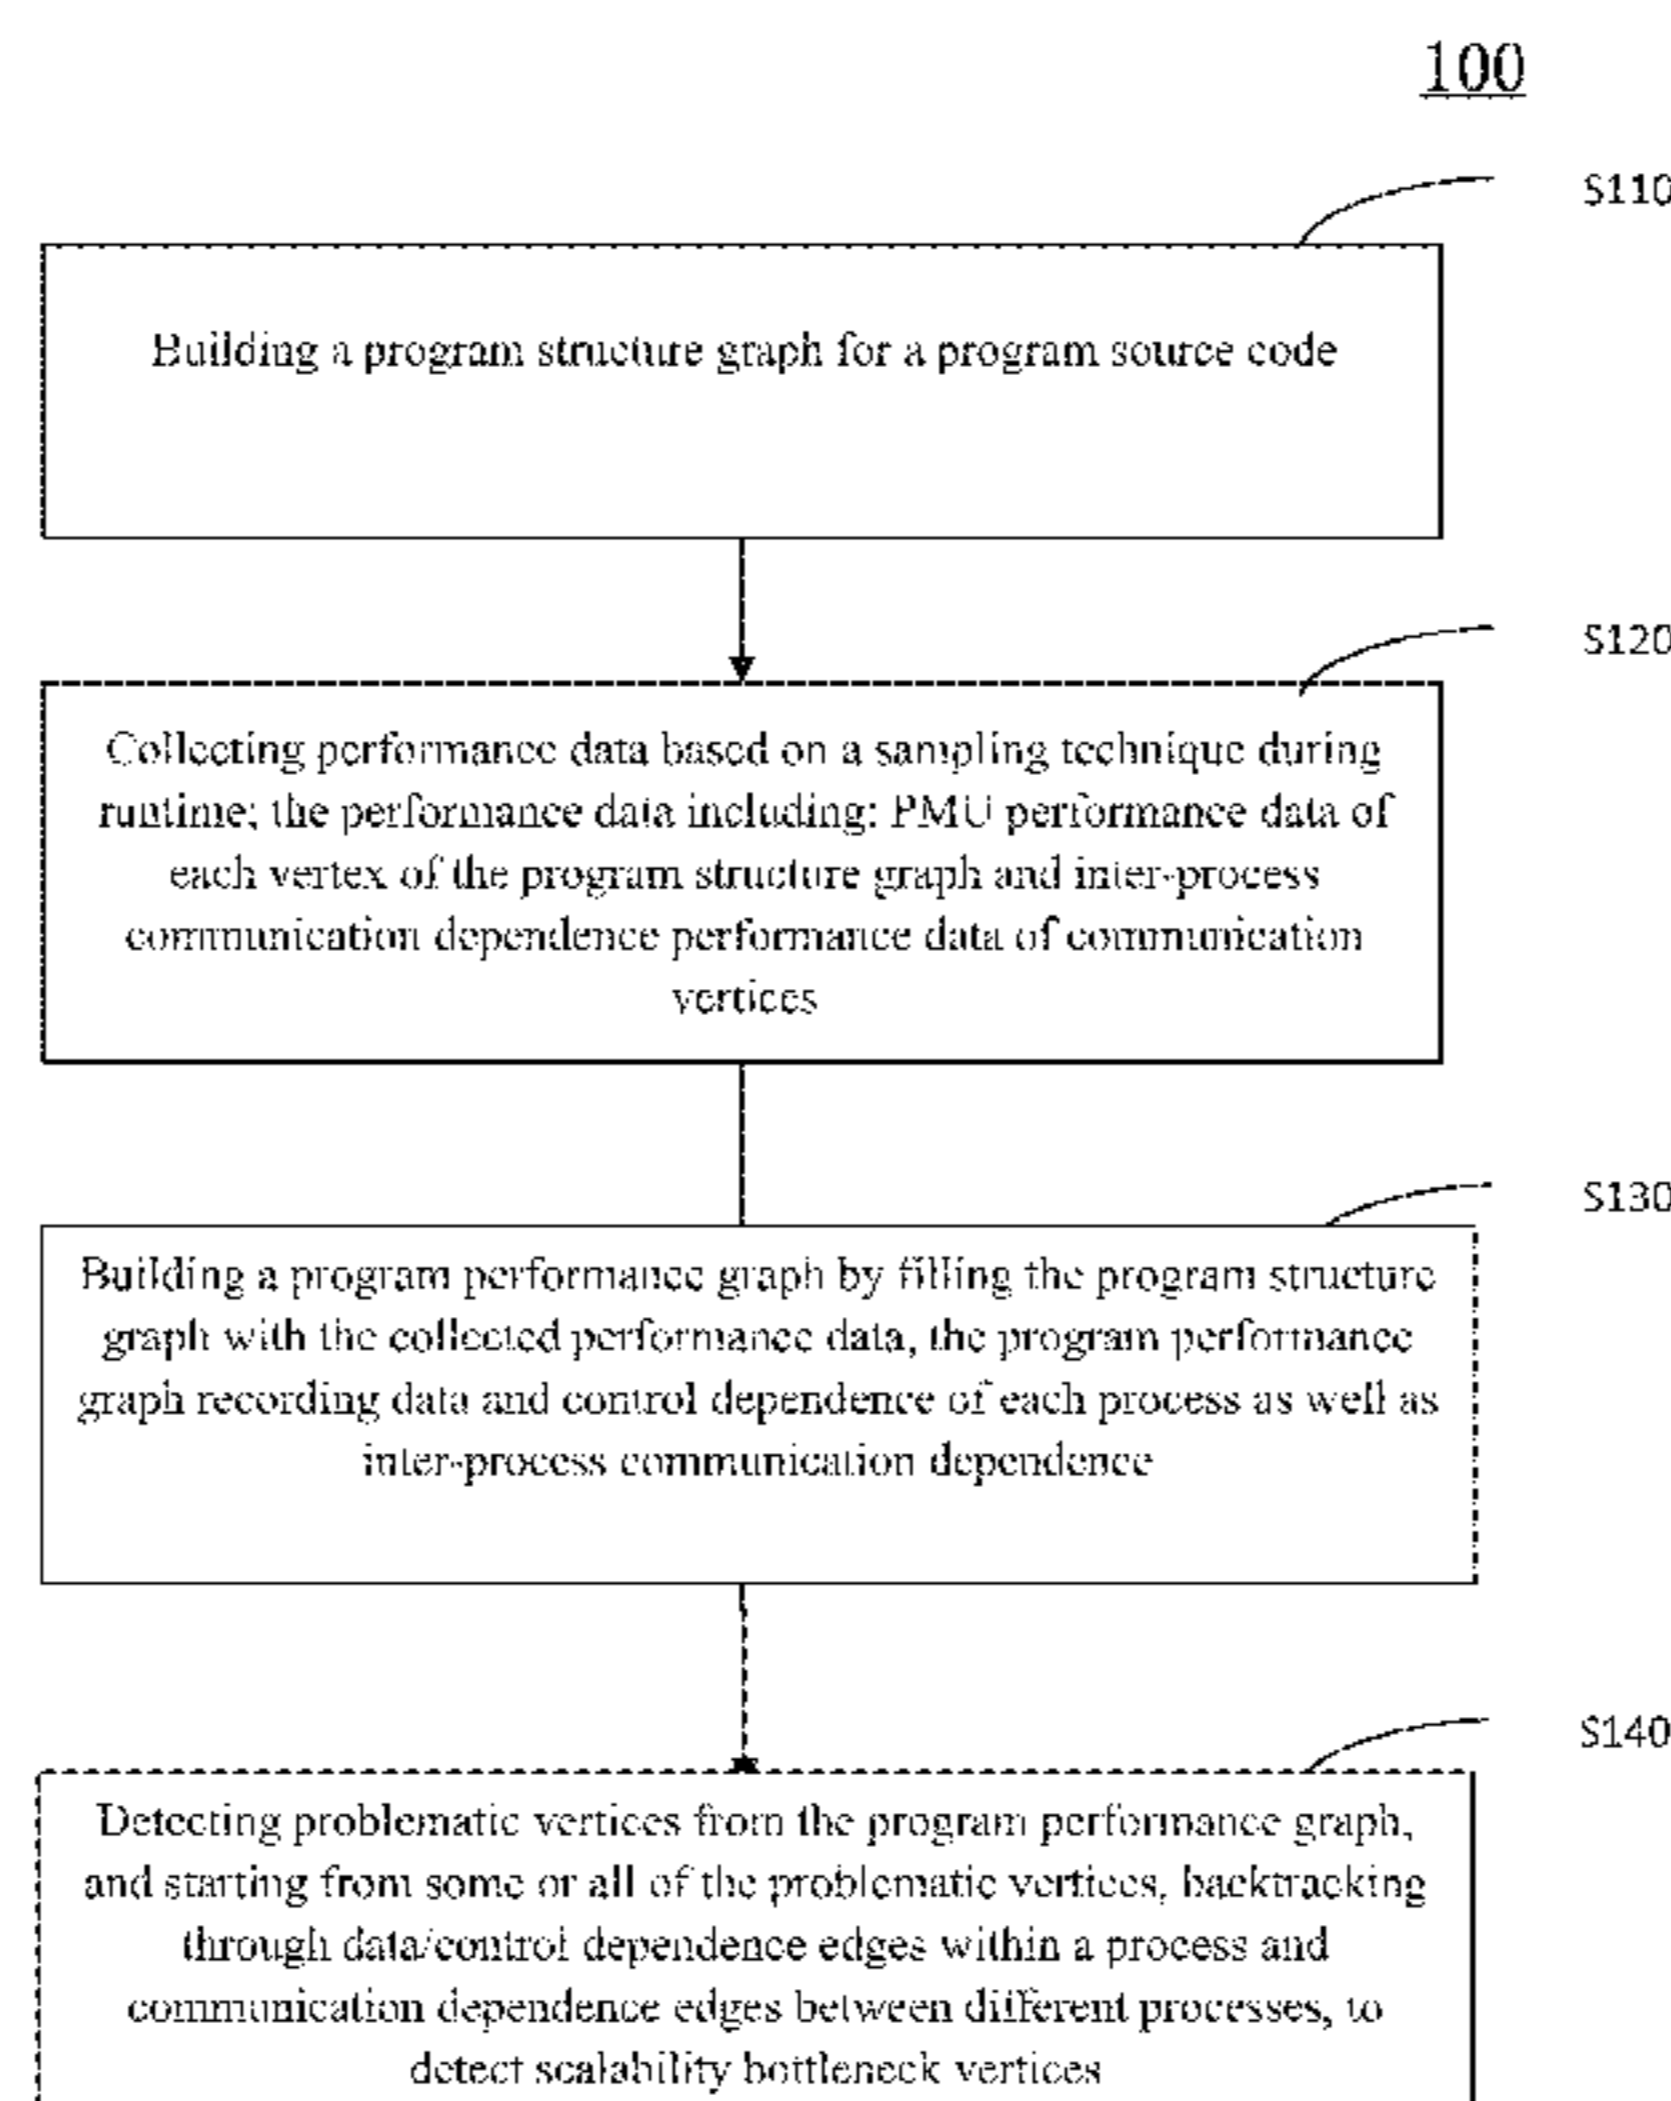 100
S110
Building a program structure graph for a program source code
S120
Collecting performance data based on a sampling technique during
runtime; the performance data including: PMU performance data of
each vertex of the program structure graph and inter-process
communication dependence performance data of communication
vertices
S130
Building a program performance graph by filling the program structure
graph with the collected performance data, the program performance
graph recording data and control dependence of each process as well as
inter-process communication dependence
S140
Detecting problematic vertices from the program performance graph,
and starting from some or all of the problematic vertices, backtracking
through data/control dependence edges within a process and
communication dependence edges between different processes, to
detect scalability bottleneck vertices